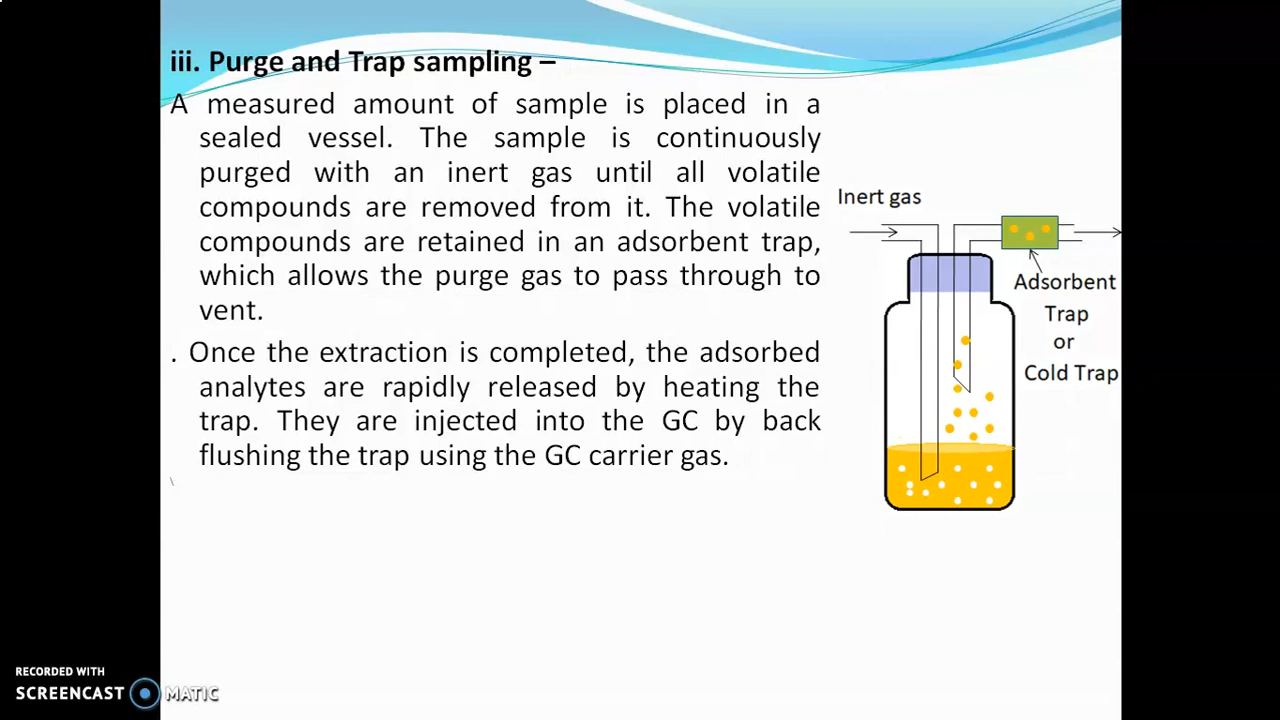 iii. Purge and Trap sampling –
A measured amount of sample is placed in a
sealed vessel. The sample is continuously
purged with an inert gas until all volatile
compounds are removed from it. The volatile
compounds are retained in an adsorbent trap,
which allows the purge gas to pass through to
vent.
. Once the extraction is completed, the adsorbed
analytes are rapidly released by heating the
trap. They are injected into the GC by back
flushing the trap using the GC carrier gas.
\
Inert gas
Adsorbent
Trap
or
Cold Trap
RECORDED WITH
SCREENCAST MATIC